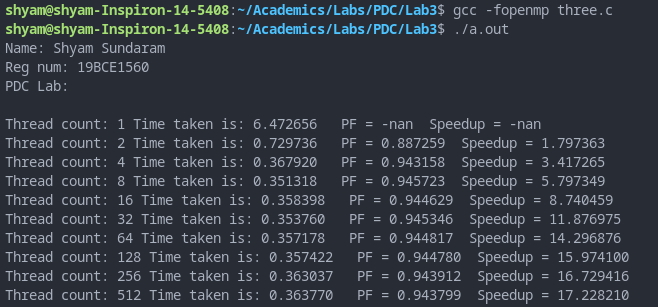 shyam@shyam-Inspiron-14-5408:~/Academics/Labs/PDC/Lab3$ gcc -fopenmp three.c
shyam@shyam-Inspiron-14-5408:~/Academics/Labs/PDC/Lab3$ ./a.out
Name: Shyam Sundaram
Reg num: 19BCE1560
PDC Lab:
Thread count: 1 Time taken is: 6.472656   PF = -nan  Speedup = -nan
Thread count: 2 Time taken is: 0.729736   PF = 0.887259  Speedup = 1.797363
Thread count: 4 Time taken is: 0.367920   PF = 0.943158  Speedup = 3.417265
Thread count: 8 Time taken is: 0.351318   PF = 0.945723  Speedup = 5.797349
Thread count: 16 Time taken is: 0.358398   PF = 0.944629  Speedup = 8.740459
Thread count: 32 Time taken is: 0.353760   PF = 0.945346  Speedup = 11.876975
Thread count: 64 Time taken is: 0.357178   PF = 0.944817  Speedup = 14.296876
Thread count: 128 Time taken is: 0.357422   PF = 0.944780  Speedup = 15.974100
Thread count: 256 Time taken is: 0.363037   PF = 0.943912  Speedup = 16.729416
Thread count: 512 Time taken is: 0.363770   PF = 0.943799  Speedup = 17.228210